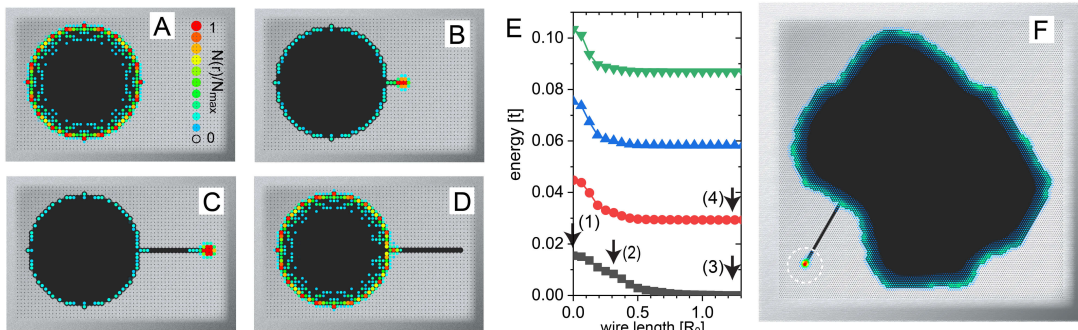 A
1
N(r)/Nmax
0
B
C
D
E
energy [t]
0.10
0.08
0.06
0.04
0.02
0.00
(1)
(2)
(3)
(4)
0.0
0.5
1.0
wire length [R0]
F